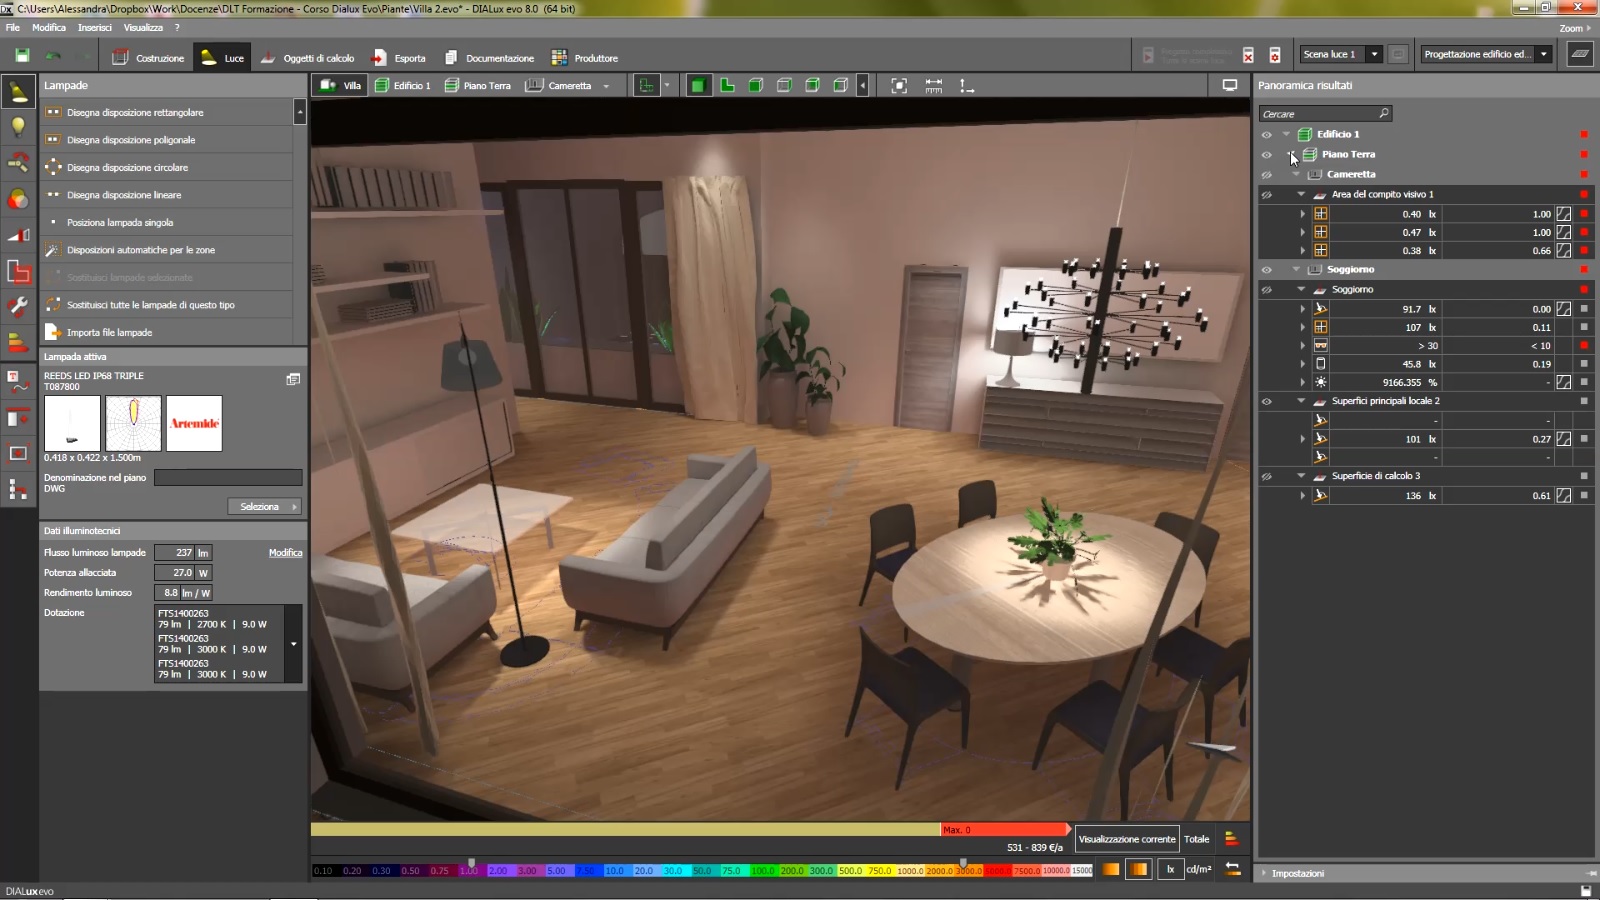 C:\Users\Alessandra\Dropbox\Work\Docenze\DLT Formazione - Corso Dialux Evo\Piante\Villa 2.evo* - DIALux evo 8.0 (64 bit)
File Modifica Inserisci Visualizza ?
Zoom
Costruzione Luce Oggetti di calcolo Esporta Documentazione Produttore
Scena luce 1
Progettazione edificio ed...
Lampade
Villa Edificio 1 Piano Terra Cameretta
Panoramica risultati
Disegna disposizione rettangolare
Disegna disposizione poligonale
Disegna disposizione circolare
Disegna disposizione lineare
Posiziona lampada singola
Disposizioni automatiche per le zone
Sostituisci lampade selezionate
Sostituisci tutte le lampade di questo tipo
Importa file lampade
Lampada attiva
REEDS LED IP68 TRIPLE
T087800
Artemide
0.418 x 0.422 x 1.500m
Denominazione nel piano
DWG
Seleziona
Dati illuminotecnici
Flusso luminoso lampade 237 lm Modifica
Potenza allacciata 27.0 W
Rendimento luminoso 8.8 lm / W
Dotazione
FTS1400263
79 lm | 2700 K | 9.0 W
FTS1400263
79 lm | 3000 K | 9.0 W
FTS1400263
79 lm | 3000 K | 9.0 W
Cercare
Edificio 1
Piano Terra
Cameretta
Area del compito visivo 1
0.40 lx 1.00
0.47 lx 1.00
0.38 lx 0.66
Soggiorno
Soggiorno
91.7 lx 0.00
107 lx 0.11
> 30 < 10
45.8 lx 0.19
9166.355 % -
Superfici principali locale 2
- -
101 lx 0.27
- -
Superficie di calcolo 3
136 lx 0.61
Max. 0
531 - 839 €/a
Visualizzazione corrente Totale
0.10 0.20 0.30 0.50 0.75 1.00 2.00 3.00 5.00 7.50 10.0 20.0 30.0 50.0 75.0 100.0 200.0 300.0 500.0 750.0 1000.0 2000.0 3000.0 5000.0 7500.0 10000.0 15000
lx cd/m²
Impostazioni
DIALux evo